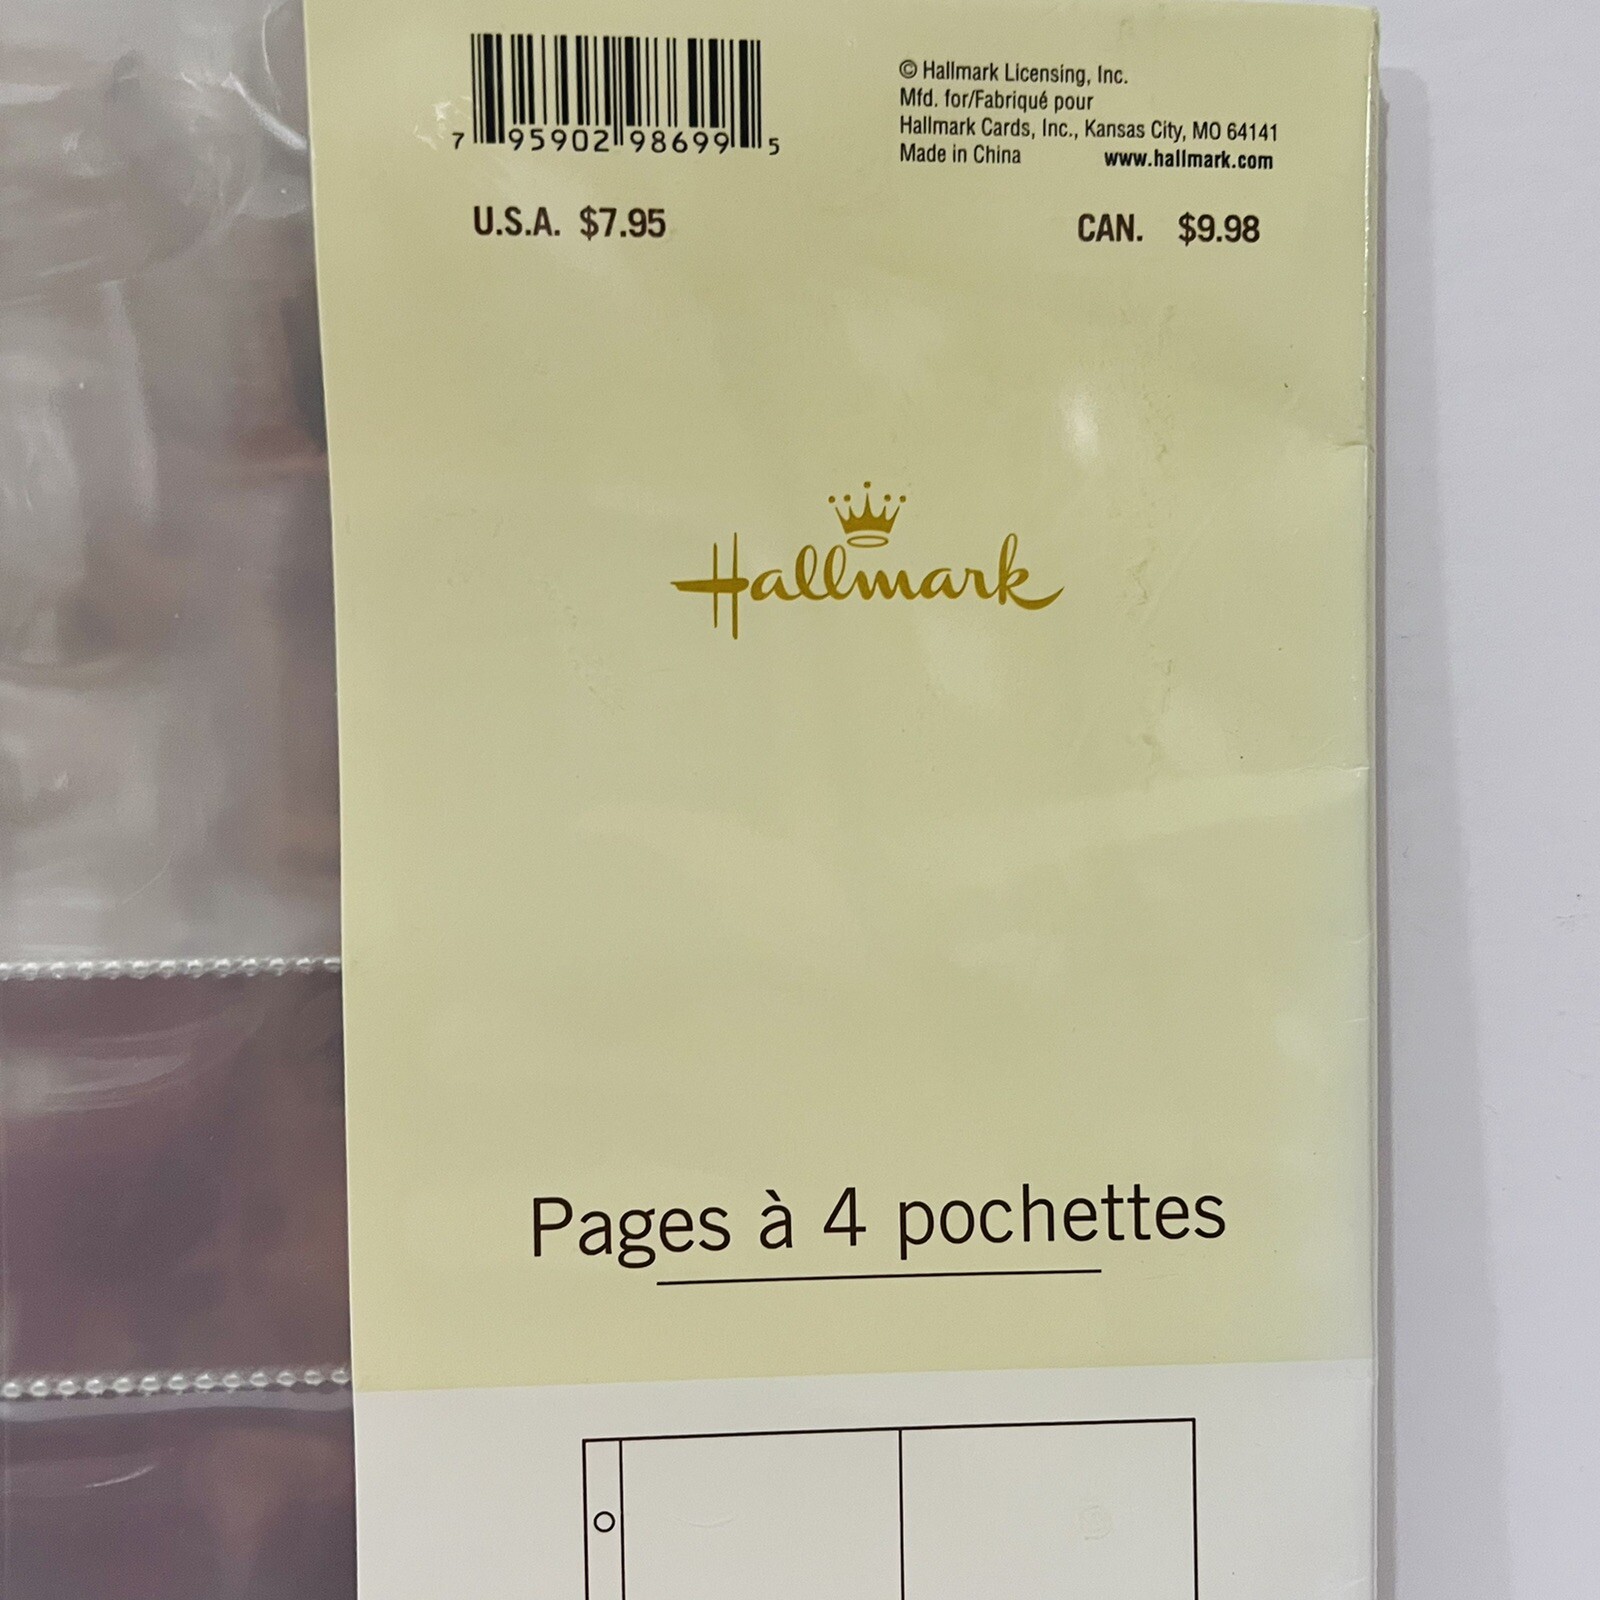 7 95902 98699 5
© Hallmark Licensing, Inc.
Mfd. for/Fabriqué pour
Hallmark Cards, Inc., Kansas City, MO 64141
Made in China www.hallmark.com
U.S.A. $7.95 CAN. $9.98
Hallmark
Pages à 4 pochettes